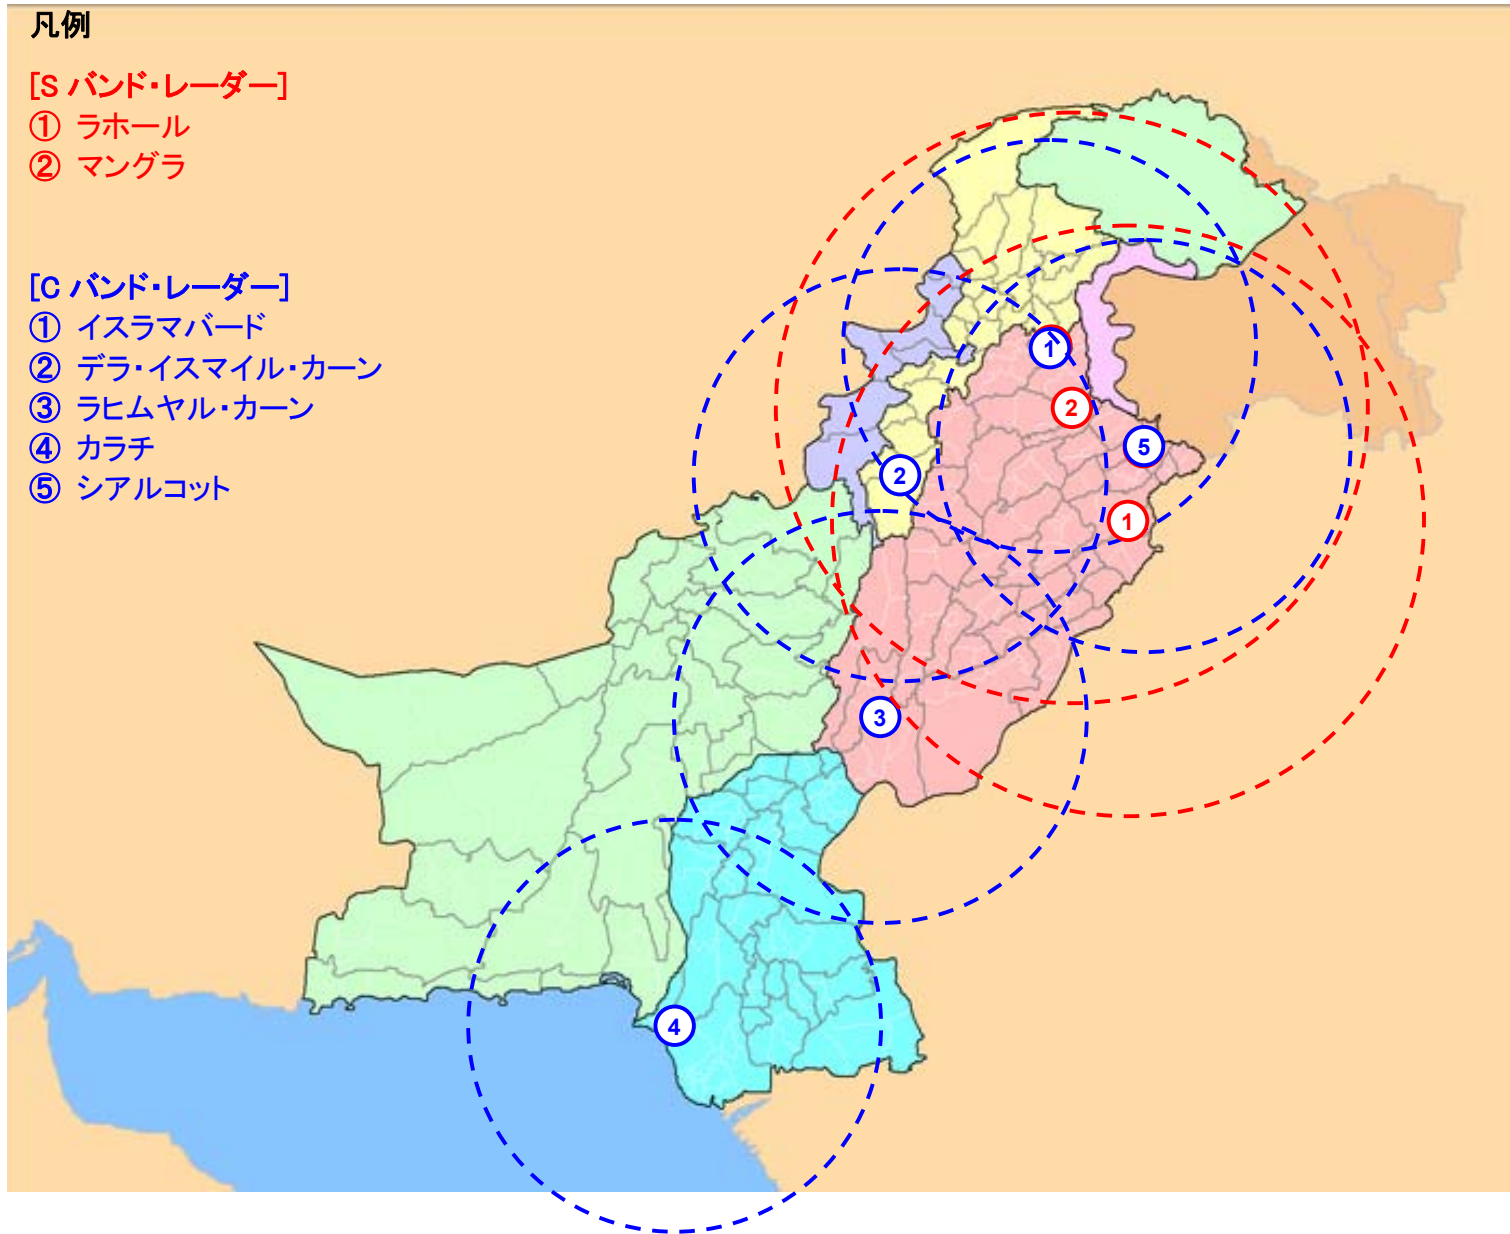 凡例
[S バンド・レーダー]
① ラホール
② マングラ
[C バンド・レーダー]
① イスラマバード
② デラ・イスマイル・カーン
③ ラヒムヤル・カーン
④ カラチ
⑤ シアルコット
1
2
5
2
1
3
4